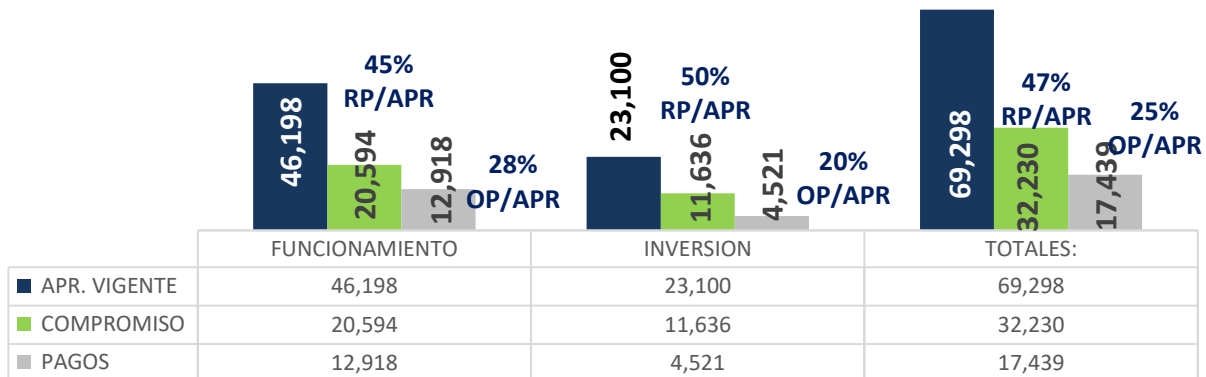 45%
RP/APR
46,198
20,594
12,918
28%
OP/APR
23,100
50%
RP/APR
11,636
4,521
20%
OP/APR
69,298
47%
RP/APR
32,230
25%
OP/APR
17,439
FUNCIONAMIENTO INVERSION TOTALES:
APR. VIGENTE 46,198 23,100 69,298
COMPROMISO 20,594 11,636 32,230
PAGOS 12,918 4,521 17,439